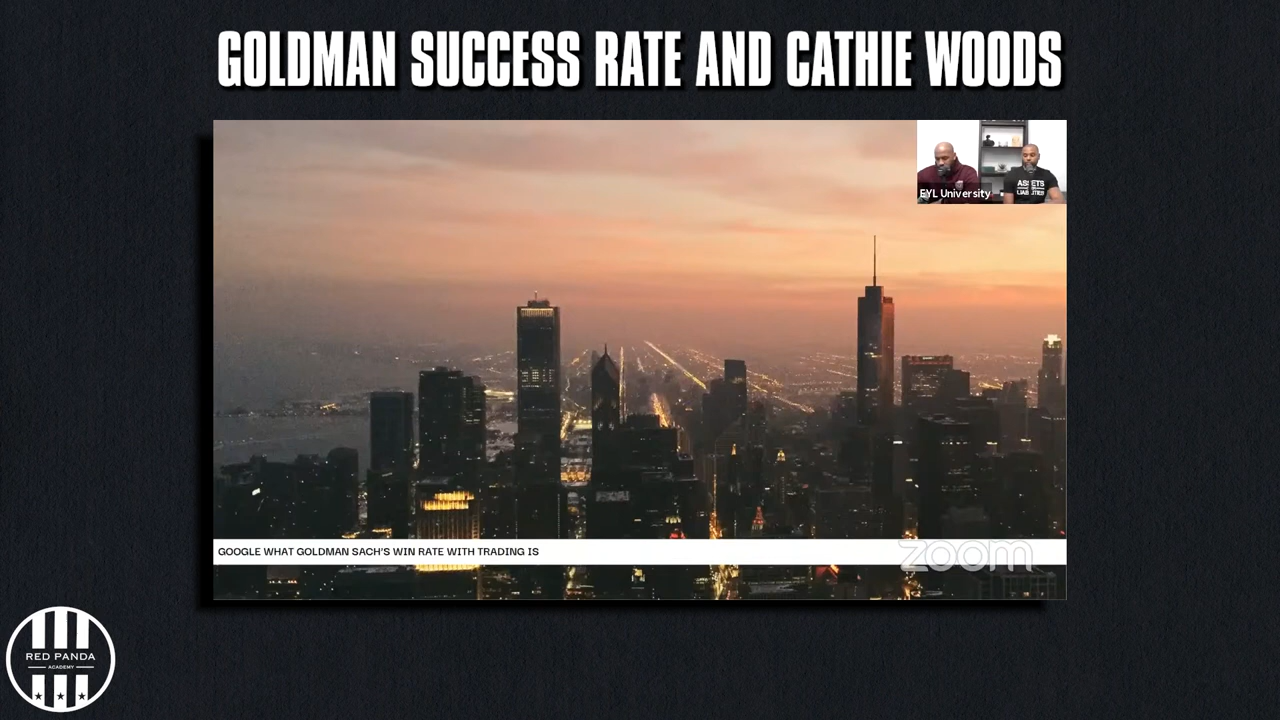 GOLDMAN SUCCESS RATE AND CATHIE WOODS
EYL University
ASSETS
LIABILITIES
GOOGLE WHAT GOLDMAN SACH'S WIN RATE WITH TRADING IS
zoom
RED PANDA
ACADEMY